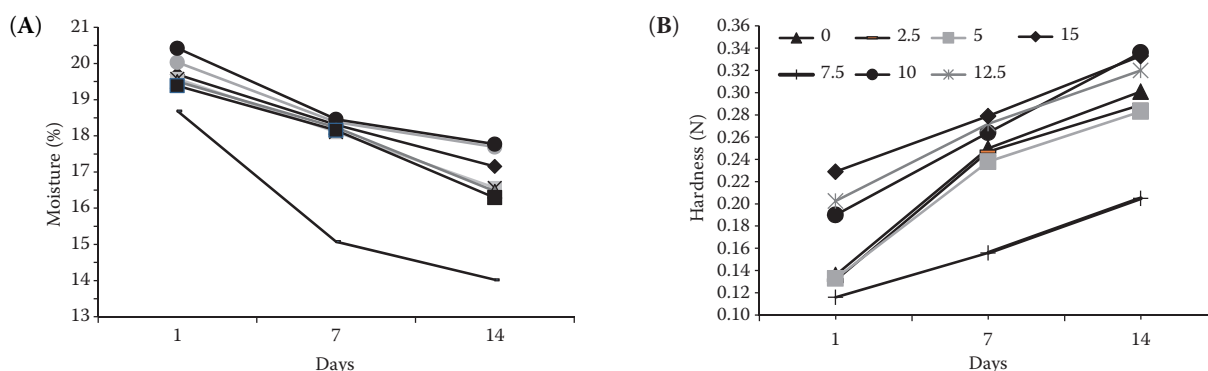 (A)
21
20
19
18
17
16
15
14
13
Moisture (%)
1 7 14
Days
(B)
0.36
0.34
0.32
0.30
0.28
0.26
0.24
0.22
0.20
0.18
0.16
0.14
0.12
0.10
Hardness (N)
0 2.5 5 15
7.5 10 12.5
1 7 14
Days